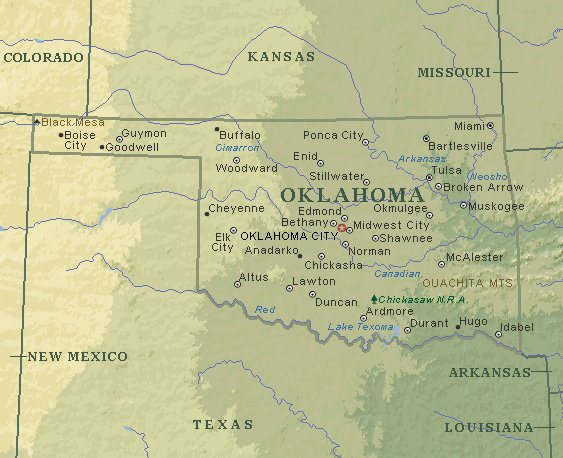 KANSAS
COLORADO
MISSOURI
Black Mesa
Boise
City
Guymon
Goodwell
Buffalo
Cimarron
Woodward
Ponca City
Miami
Bartlesville
Enid
Arkansas
Stillwater
Tulsa
Neosho
Broken Arrow
OKLAHOMA
Cheyenne
Edmond
Okmulgee
Muskogee
Bethany
Midwest City
Elk
City
OKLAHOMA CITY
Shawnee
Anadarko
Norman
Chickasha
McAlester
Canadian
Altus
Lawton
OUACHITA MTS.
Duncan
Chickasaw N.R.A.
Red
Ardmore
Lake Texoma
Durant
Hugo
Idabel
NEW MEXICO
ARKANSAS
TEXAS
LOUISIANA